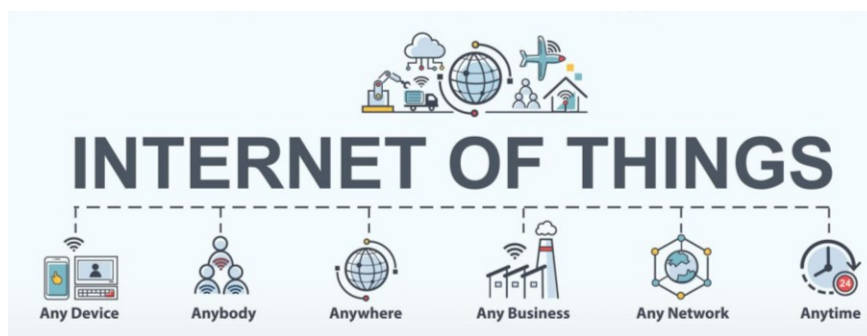 INTERNET OF THINGS
Any Device
Anybody
Anywhere
Any Business
Any Network
24
Anytime